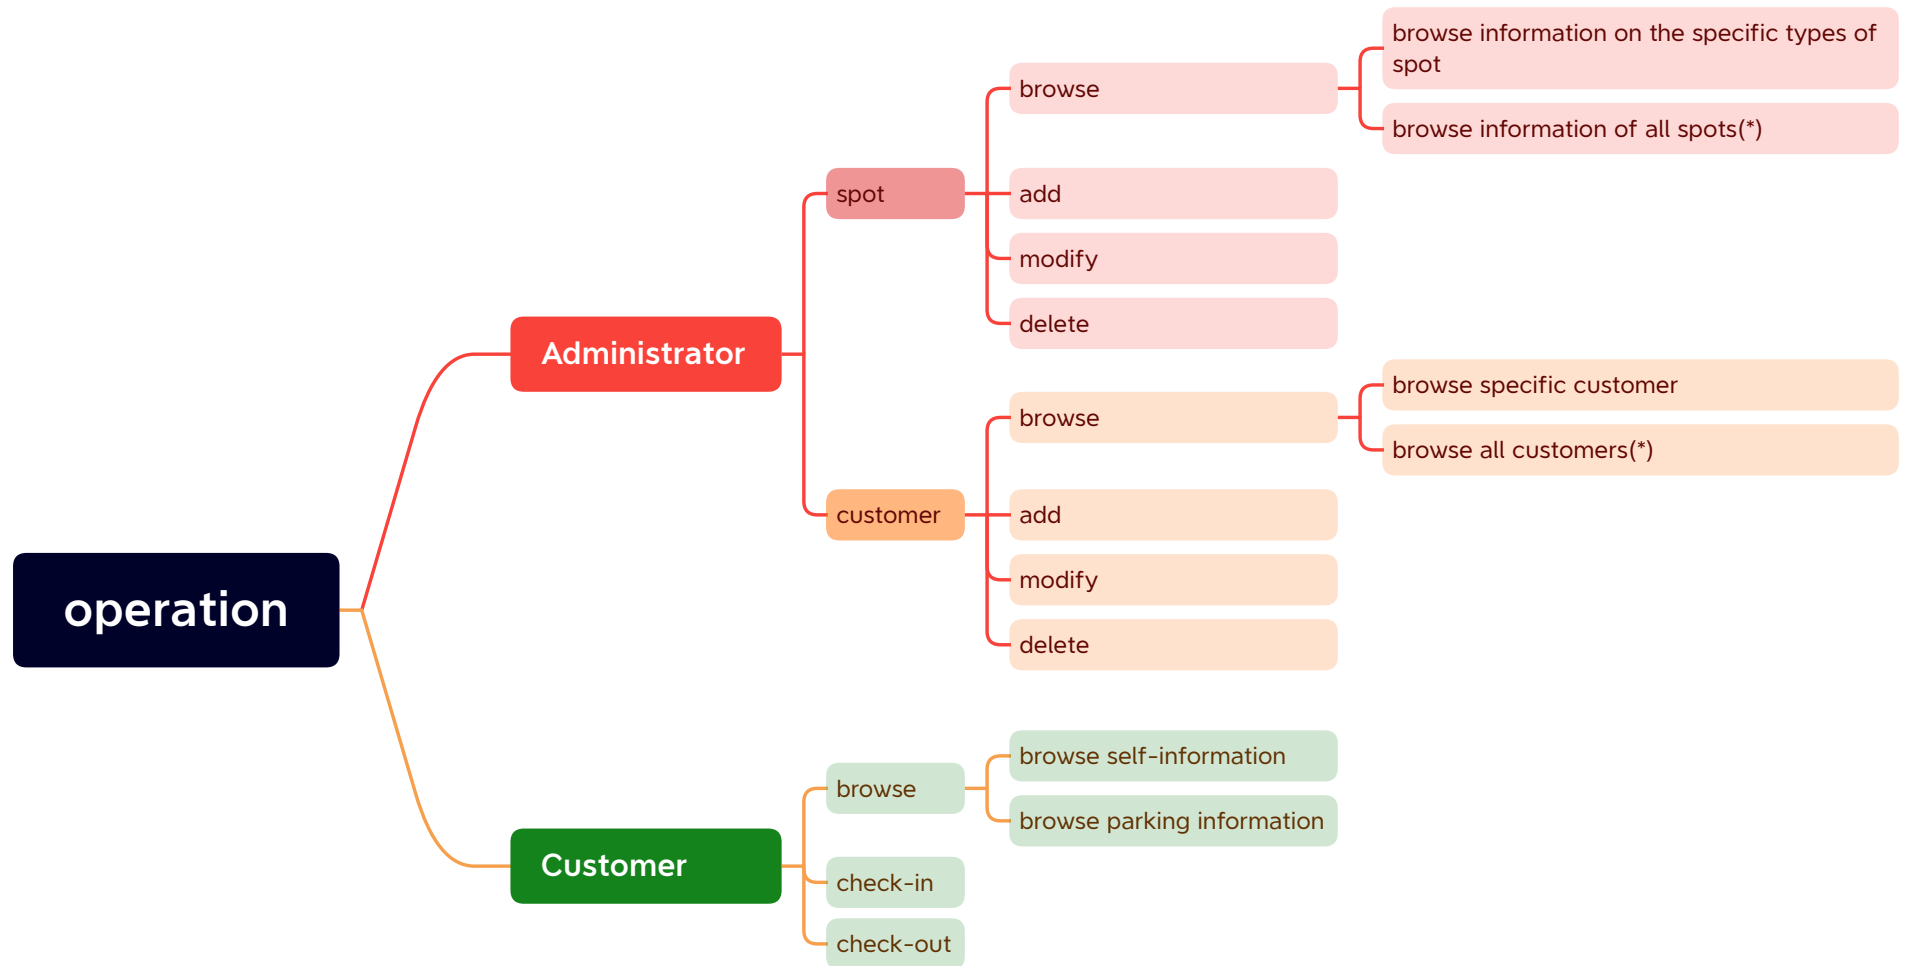 operation
Administrator
spot
browse
browse information on the specific types of
spot
browse information of all spots(*)
add
modify
delete
customer
browse
browse specific customer
browse all customers(*)
add
modify
delete
Customer
browse
browse self-information
browse parking information
check-in
check-out